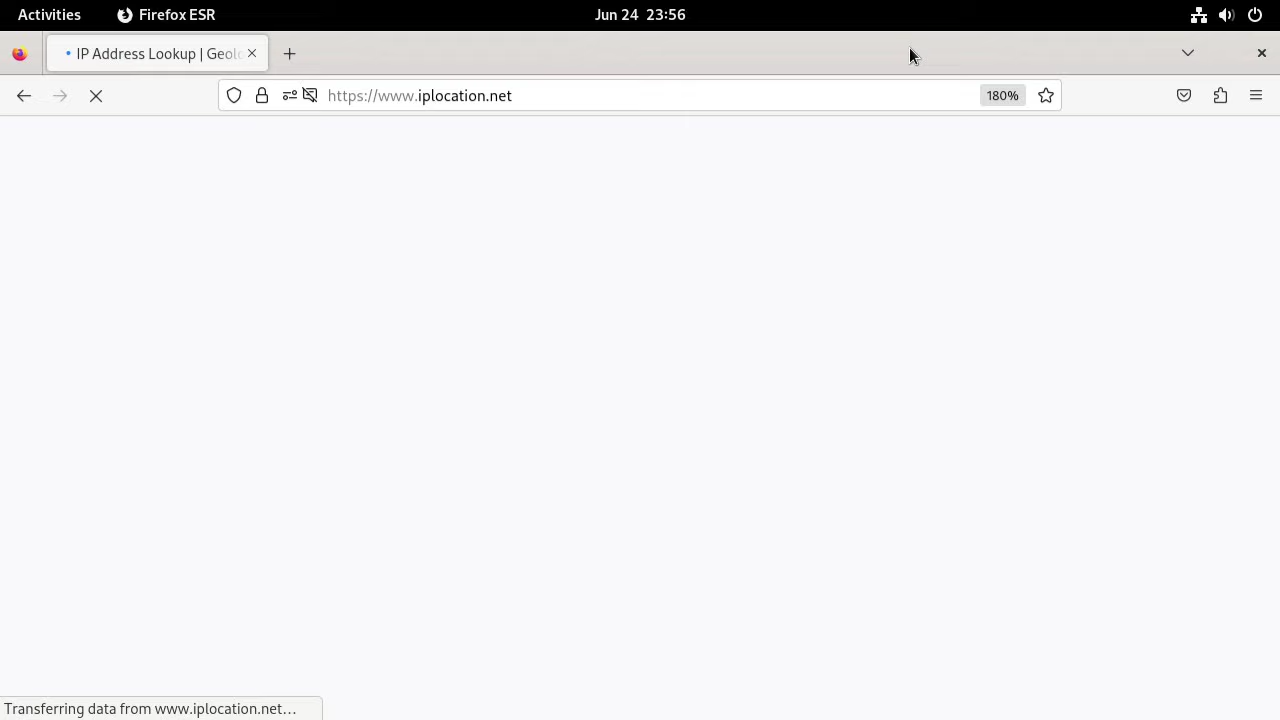 Activities
Firefox ESR
Jun 24 23:56
IP Address Lookup | Geolo
https://www.iplocation.net
180%
Transferring data from www.iplocation.net…